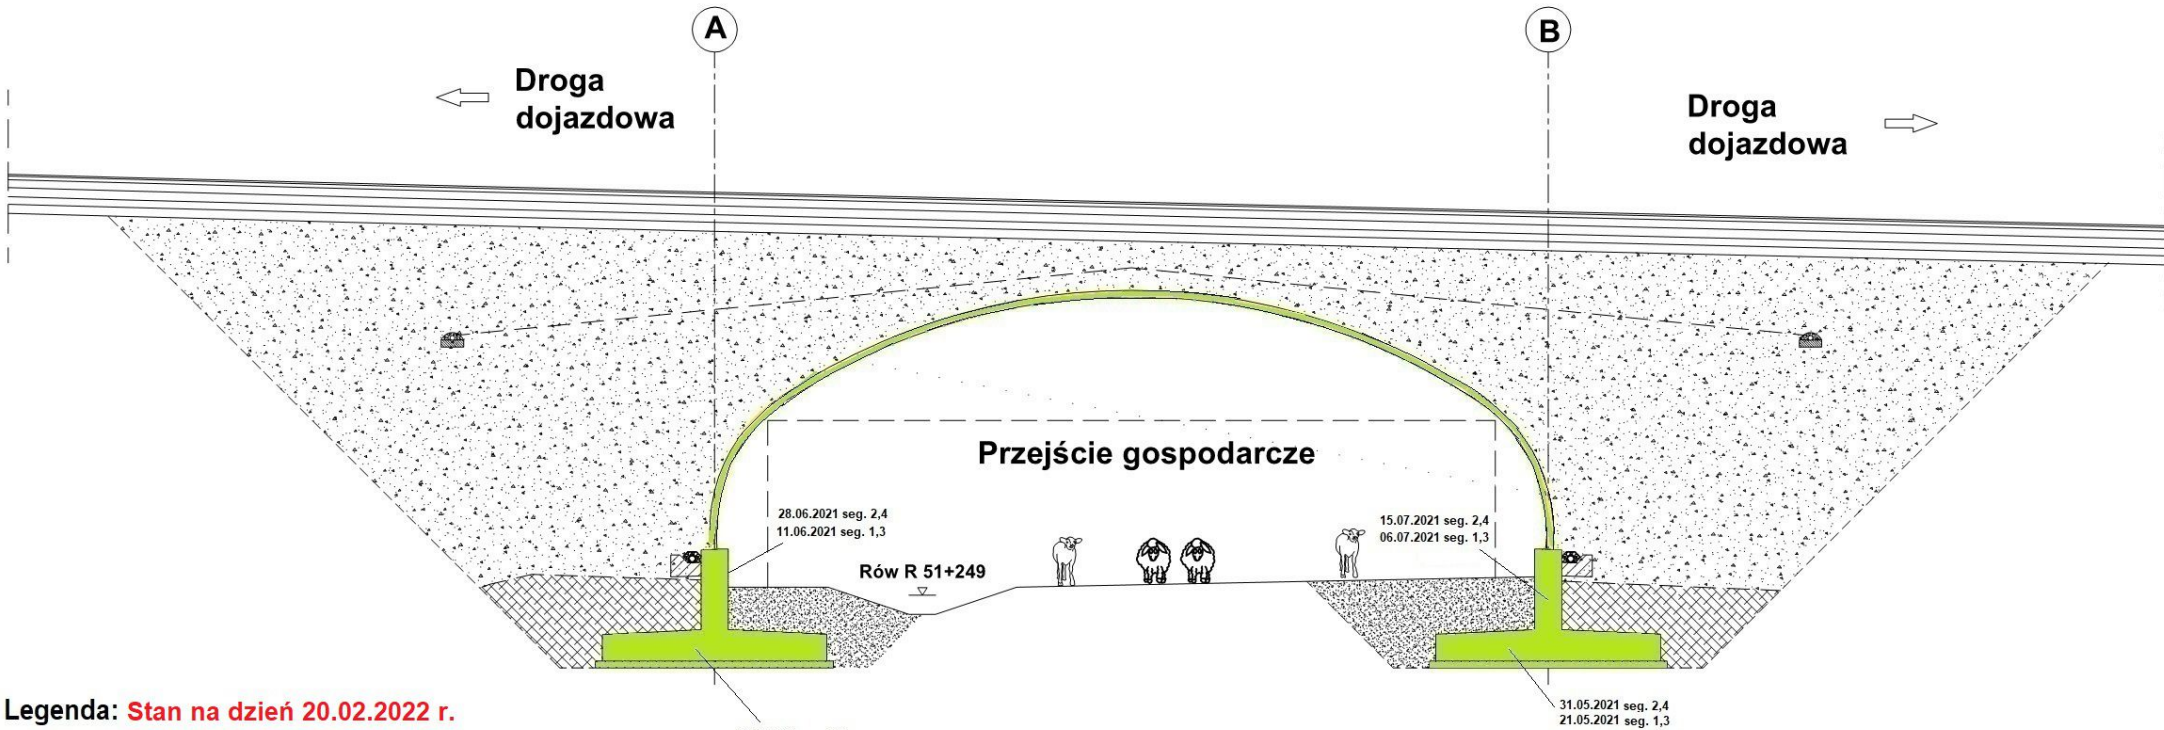 A
B
Droga
dojazdowa
Droga
dojazdowa
Przejście gospodarcze
28.06.2021 seg. 2,4
11.06.2021 seg. 1,3
15.07.2021 seg. 2,4
06.07.2021 seg. 1,3
Rów R 51+249
31.05.2021 seg. 2,4
21.05.2021 seg. 1,3
Legenda: Stan na dzień 20.02.2022 r.